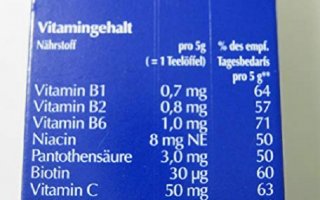 Vitamingehalt
Nährstoff pro 5g % des empf.
( = 1 Teelöffel) Tagesbedarfs
pro 5 g**
Vitamin B1 0,7 mg 64
Vitamin B2 0,8 mg 57
Vitamin B6 1,0 mg 71
Niacin 8 mg NE 50
Pantothensäure 3,0 mg 50
Biotin 30 µg 60
Vitamin C 50 mg 63